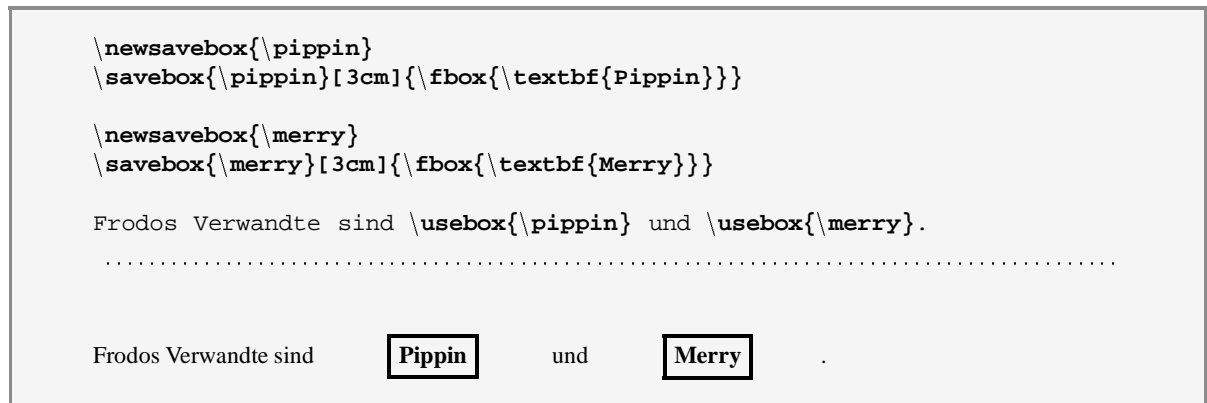 \newsavebox{\pippin}
\savebox{\pippin}[3cm]{\fbox{\textbf{Pippin}}}
\newsavebox{\merry}
\savebox{\merry}[3cm]{\fbox{\textbf{Merry}}}
Frodos Verwandte sind \usebox{\pippin} und \usebox{\merry}.
Frodos Verwandte sind Pippin und Merry .